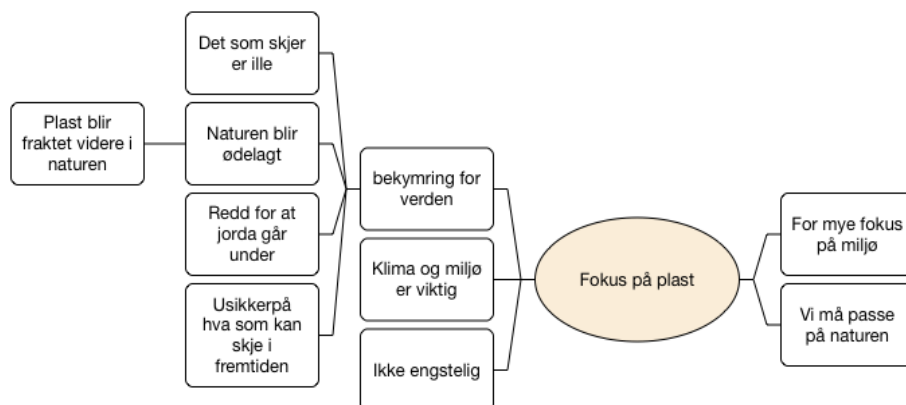 Det som skjer
er ille
Plast blir
fraktet videre i
naturen
Naturen blir
ødelagt
Redd for at
jorda går
under
Usikkerpå
hva som kan
skje i
fremtiden
bekymring for
verden
Klima og miljø
er viktig
Ikke engstelig
Fokus på plast
For mye fokus
på miljø
Vi må passe
på naturen